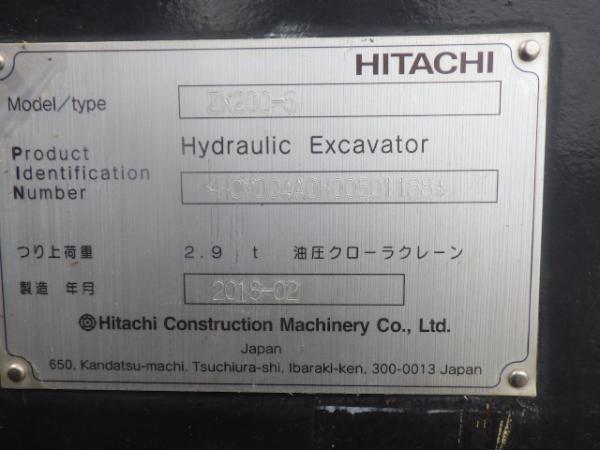 HITACHI
Model/type ZX200-6
Hydraulic Excavator
Product
Identification
Number
つり上荷重 2.9 t 油圧クローラクレーン
製造 年月 2018-02
Hitachi Construction Machinery Co., Ltd.
Japan
650, Kandatsu-machi, Tsuchiura-shi, Ibaraki-ken, 300-0013 Japan